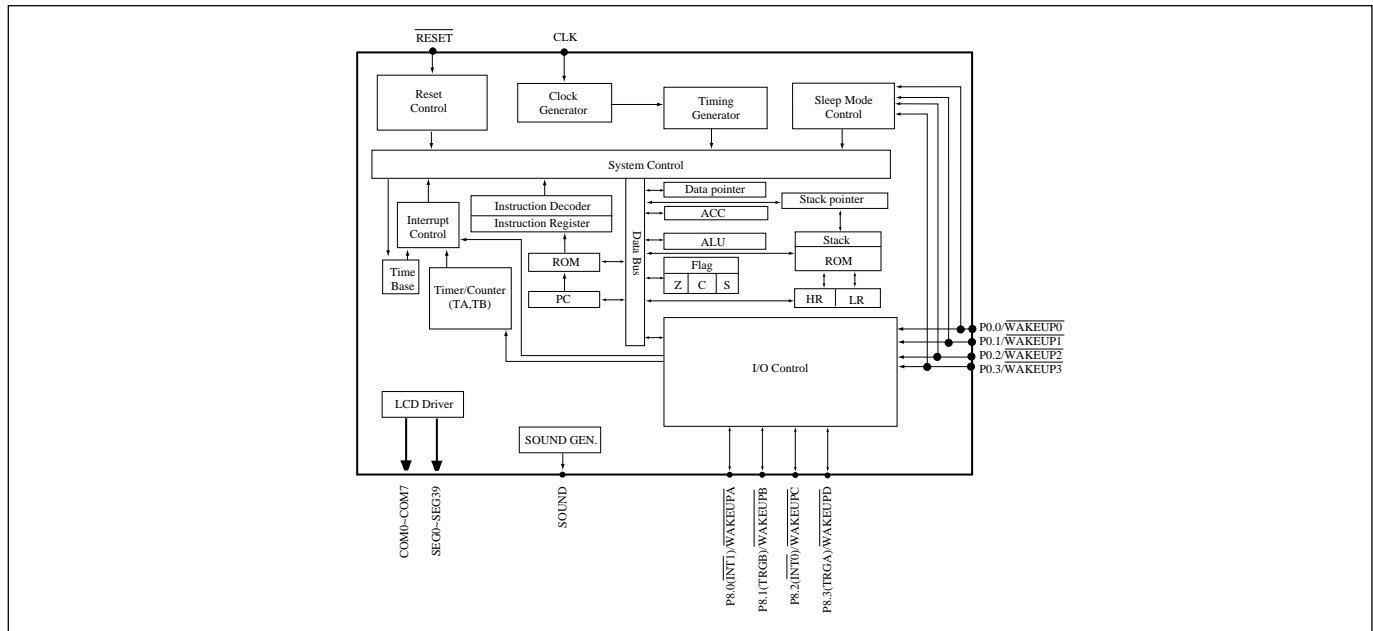 RESET
CLK
Reset
Control
Clock
Generator
Timing
Generator
Sleep Mode
Control
System Control
Interrupt
Control
Time
Base
Timer/Counter
(TA,TB)
Instruction Decoder
Instruction Register
ROM
PC
Data Bus
Data pointer
ACC
ALU
Flag
Z C S
Stack pointer
Stack
ROM
HR LR
I/O Control
P0.0/WAKEUP0
P0.1/WAKEUP1
P0.2/WAKEUP2
P0.3/WAKEUP3
LCD Driver
SOUND GEN.
COM0~COM7
SEG0~SEG39
SOUND
P8.0(INT1)/WAKEUPA
P8.1(TRGB)/WAKEUPB
P8.2(INT0)/WAKEUPC
P8.3(TRGA)/WAKEUPD